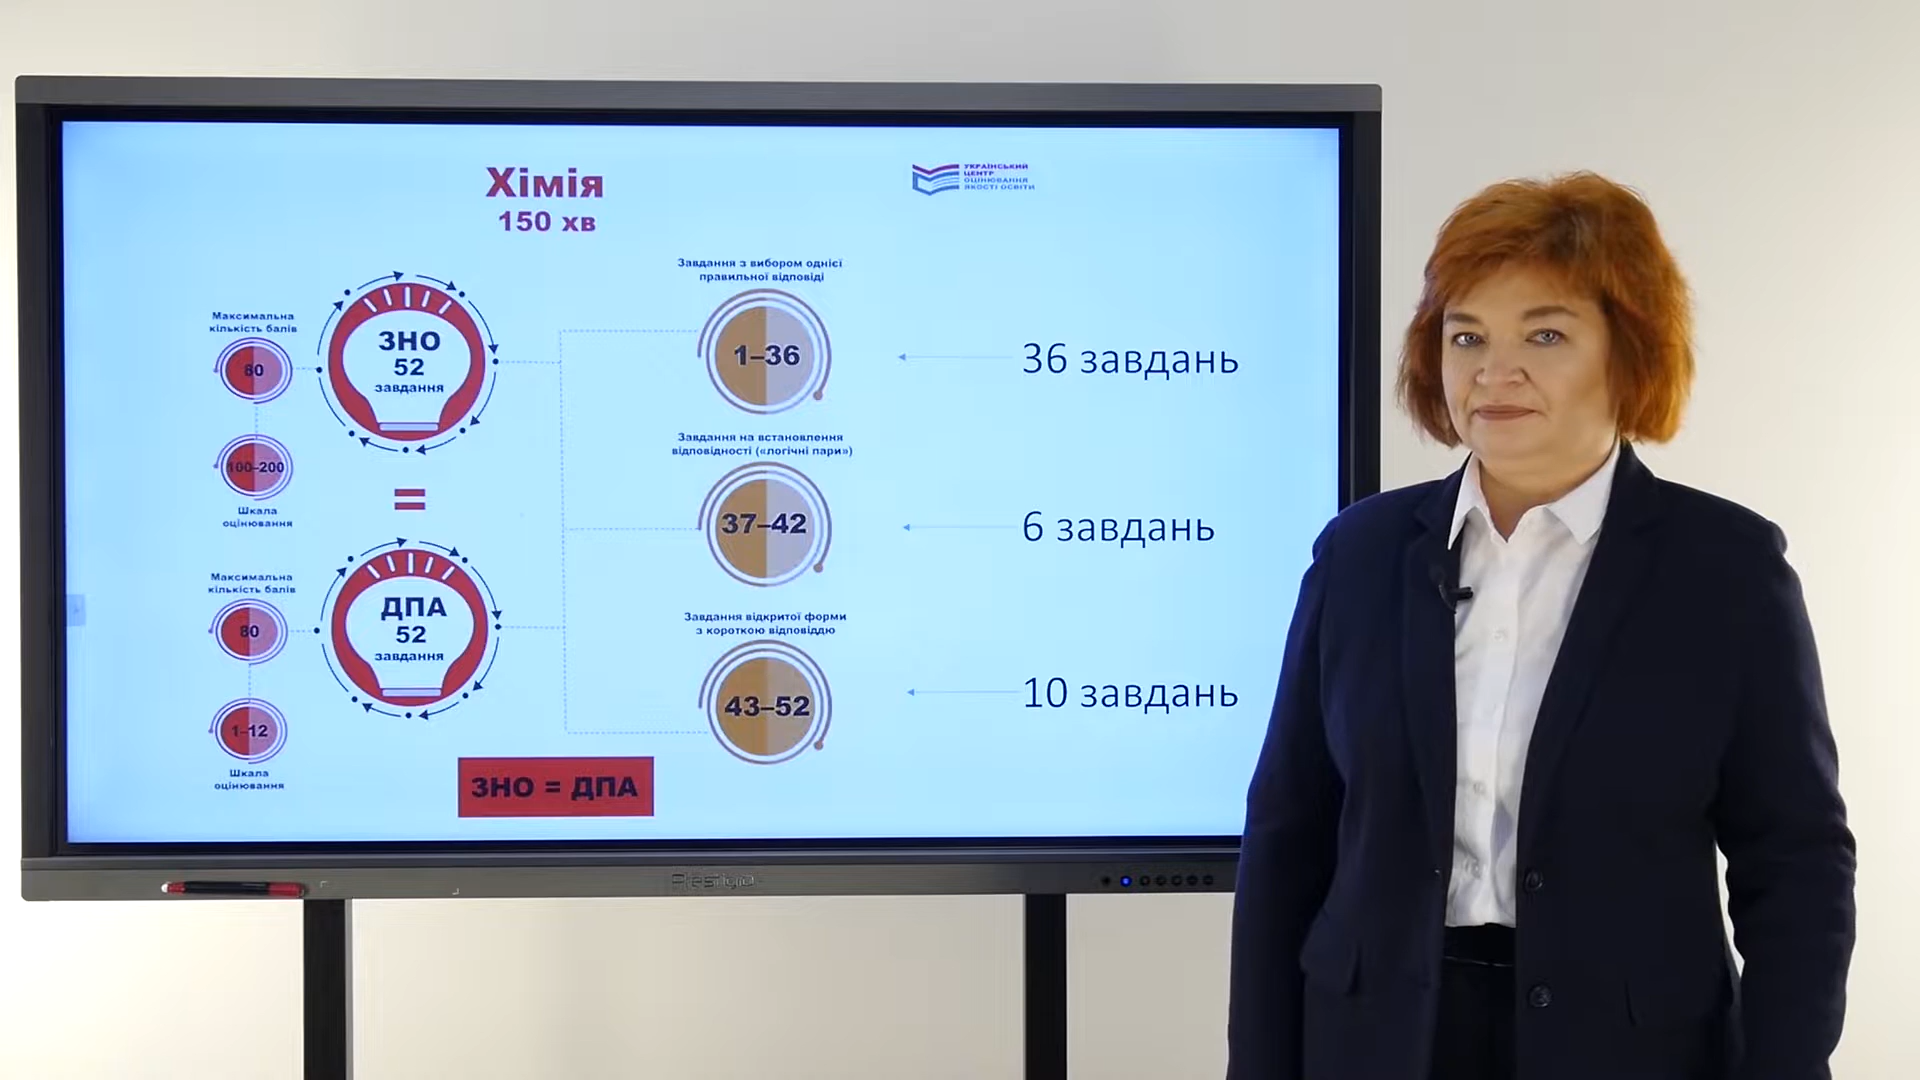 Хімія
150 хв
УКРАЇНСЬКИЙ
ЦЕНТР
ОЦІНЮВАННЯ
ЯКОСТІ ОСВІТИ
Максимальна
кількість балів
80
100–200
Шкала
оцінювання
ЗНО
52
завдання
=
Максимальна
кількість балів
80
1–12
Шкала
оцінювання
ДПА
52
завдання
ЗНО = ДПА
Завдання з вибором однієї
правильної відповіді
1–36
36 завдань
Завдання на встановлення
відповідності («логічні пари»)
37–42
6 завдань
Завдання відкритої форми
з короткою відповіддю
43–52
10 завдань
Prestigio